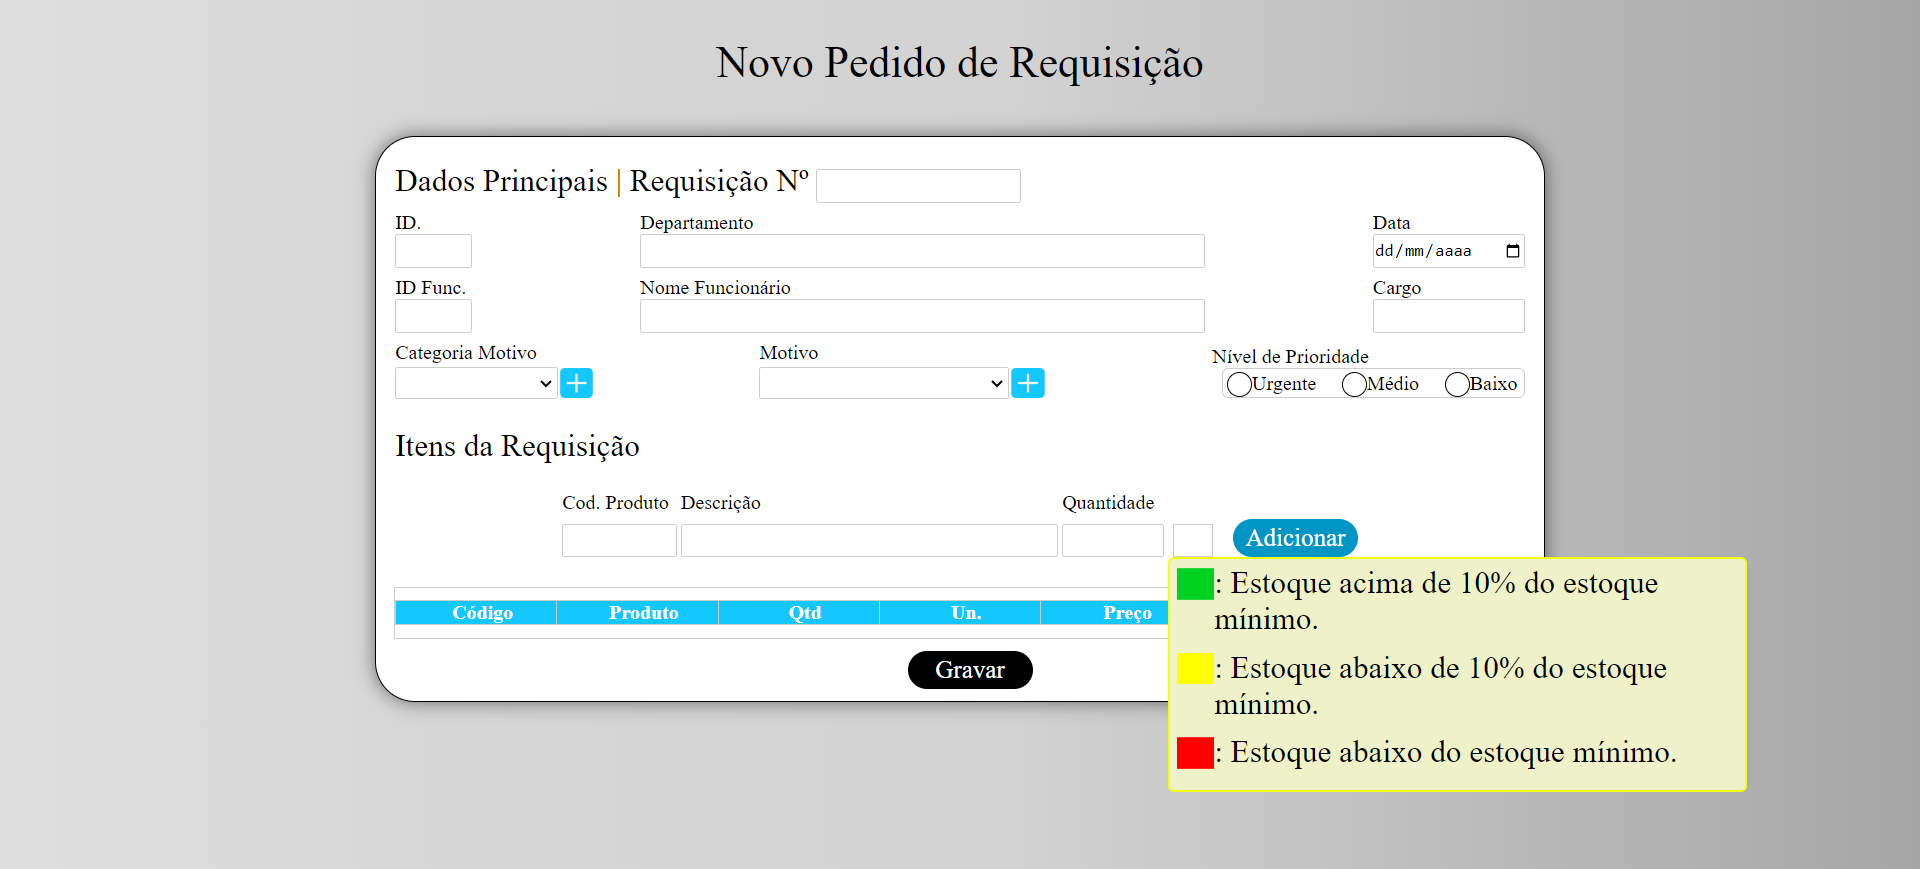 Novo Pedido de Requisição
Dados Principais | Requisição Nº
ID. Departamento Data
dd/mm/aaaa
ID Func. Nome Funcionário Cargo
Categoria Motivo Motivo Nível de Prioridade
Urgente Médio Baixo
Itens da Requisição
Cod. Produto Descrição Quantidade
Adicionar
Código Produto Qtd Un. Preço
Gravar
: Estoque acima de 10% do estoque
mínimo.
: Estoque abaixo de 10% do estoque
mínimo.
: Estoque abaixo do estoque mínimo.